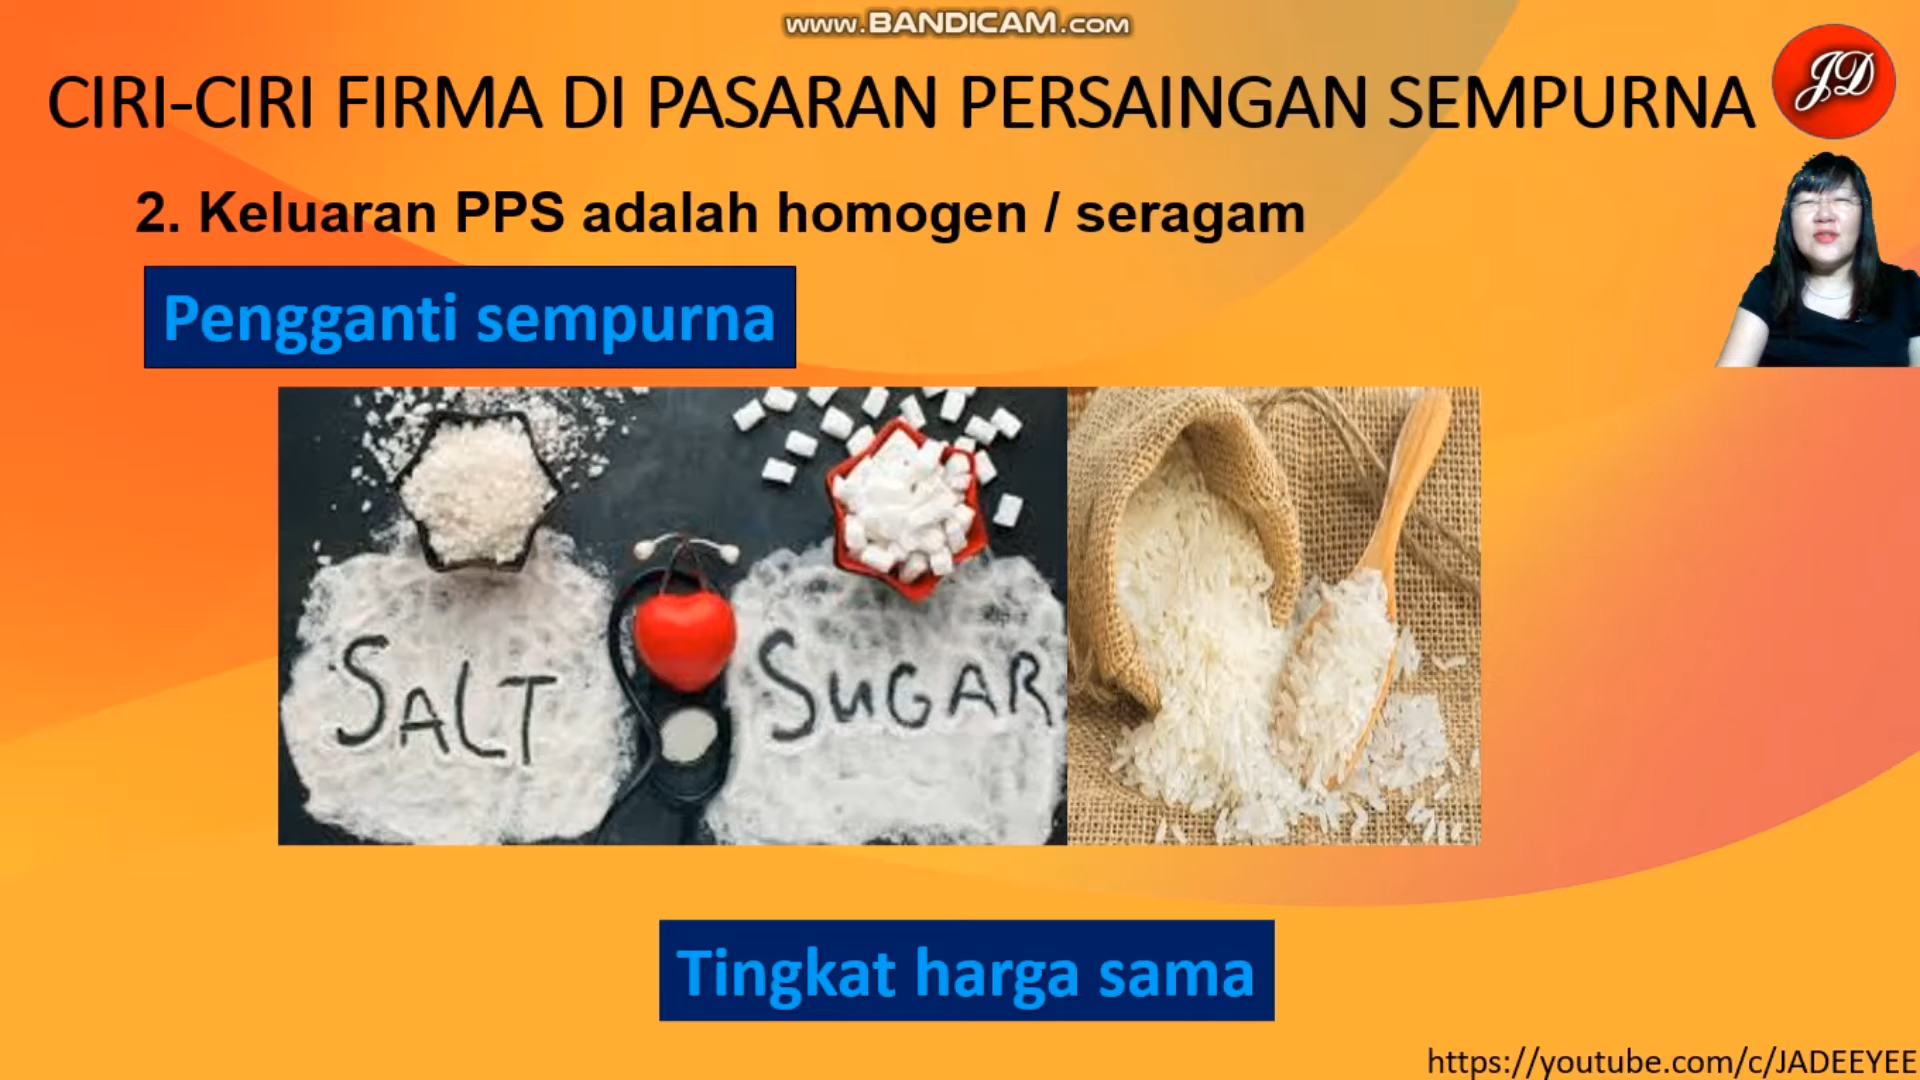 www.BANDICAM.com
CIRI-CIRI FIRMA DI PASARAN PERSAINGAN SEMPURNA
JD
2. Keluaran PPS adalah homogen / seragam
Pengganti sempurna
SALT
SUGAR
Tingkat harga sama
https://youtube.com/c/JADEEYEE